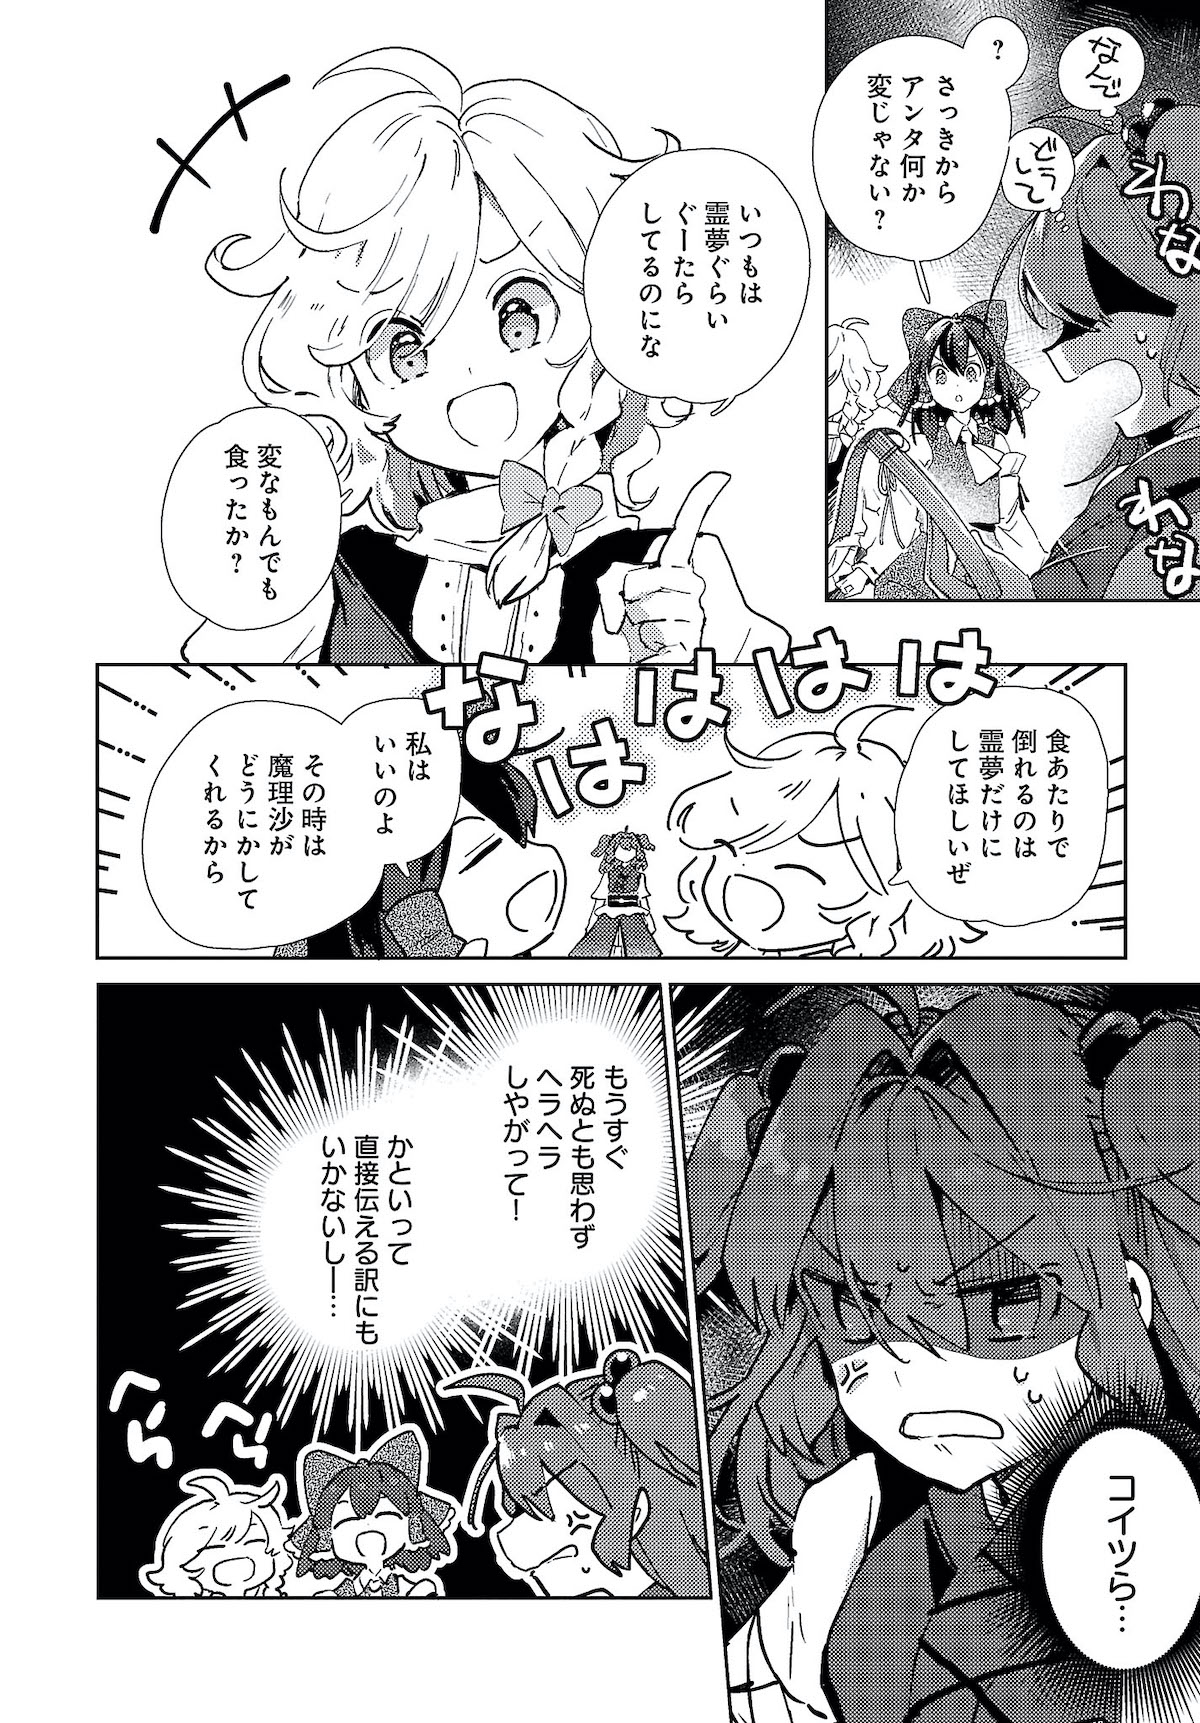 なんで
どうして
わな
わな
?
さっきから
アンタ何か
変じゃない?
いつもは
霊夢ぐらい
ぐーたら
してるのにな
変なもんでも
食ったか?
食あたりで
倒れるのは
霊夢だけに
してほしいぜ
なはははは
私は
いいのよ
その時は
魔理沙が
どうにかして
くれるから
コイツら…
もうすぐ
死ぬとも思わず
ヘラヘラ
しやがって!
かといって
直接伝える訳にも
いかないしー…
へら
へら